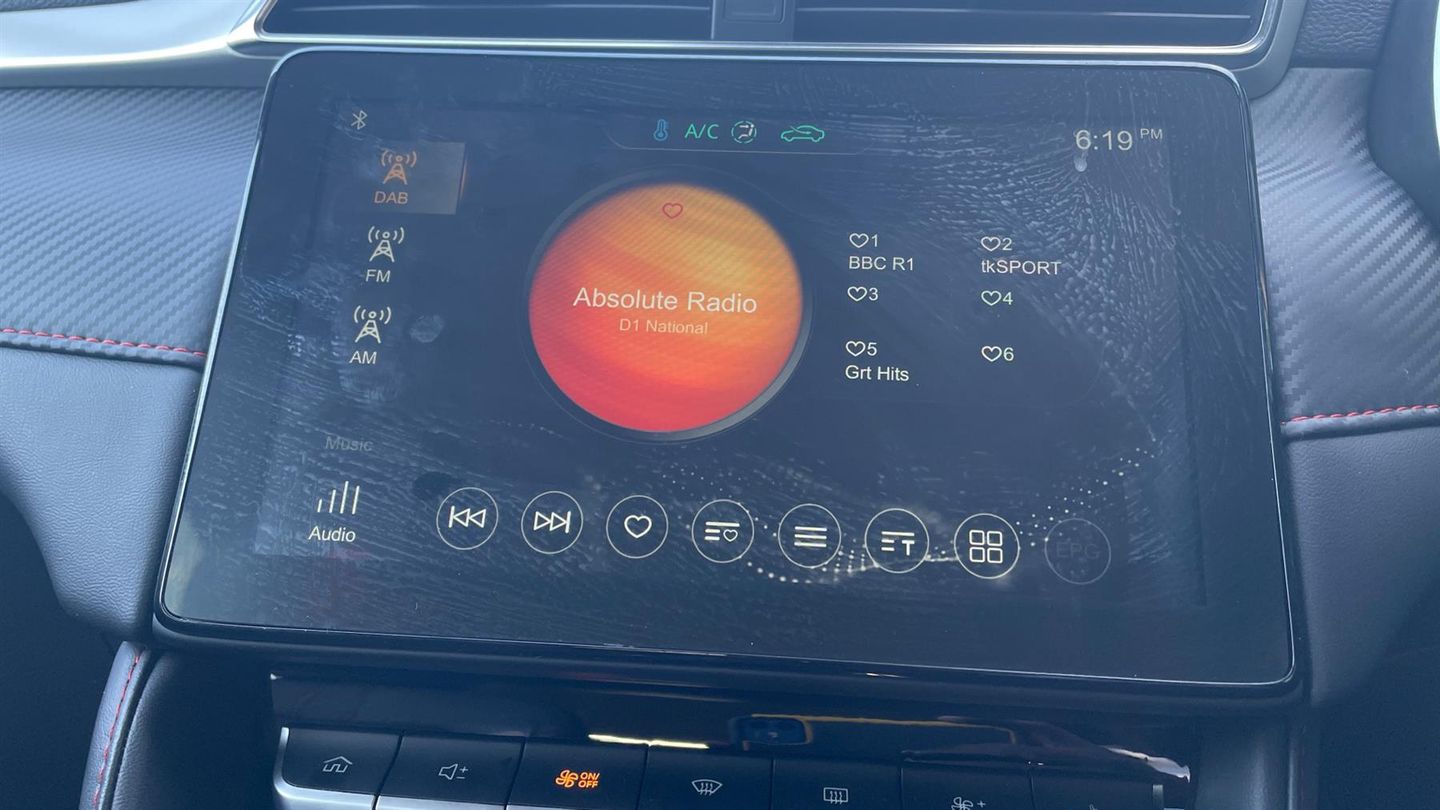 A/C
6:19 PM
DAB
FM
AM
Absolute Radio
D1 National
1
BBC R1
2
tkSPORT
3
4
5
Grt Hits
6
Music
Audio
T
EPG
ON/
OFF